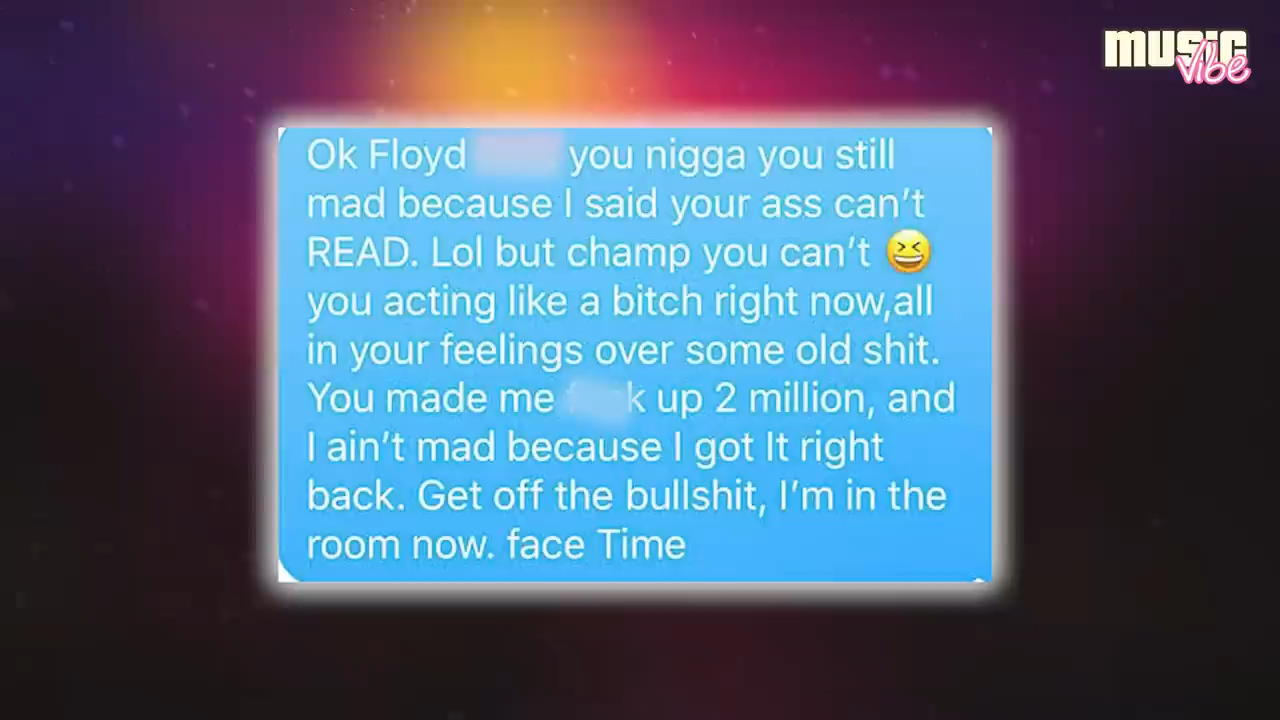 MUSIC
Vibe
Ok Floyd you nigga you still
mad because I said your ass can't
READ. Lol but champ you can't 😆
you acting like a bitch right now,all
in your feelings over some old shit.
You made me k up 2 million, and
I ain't mad because I got It right
back. Get off the bullshit, I'm in the
room now. face Time